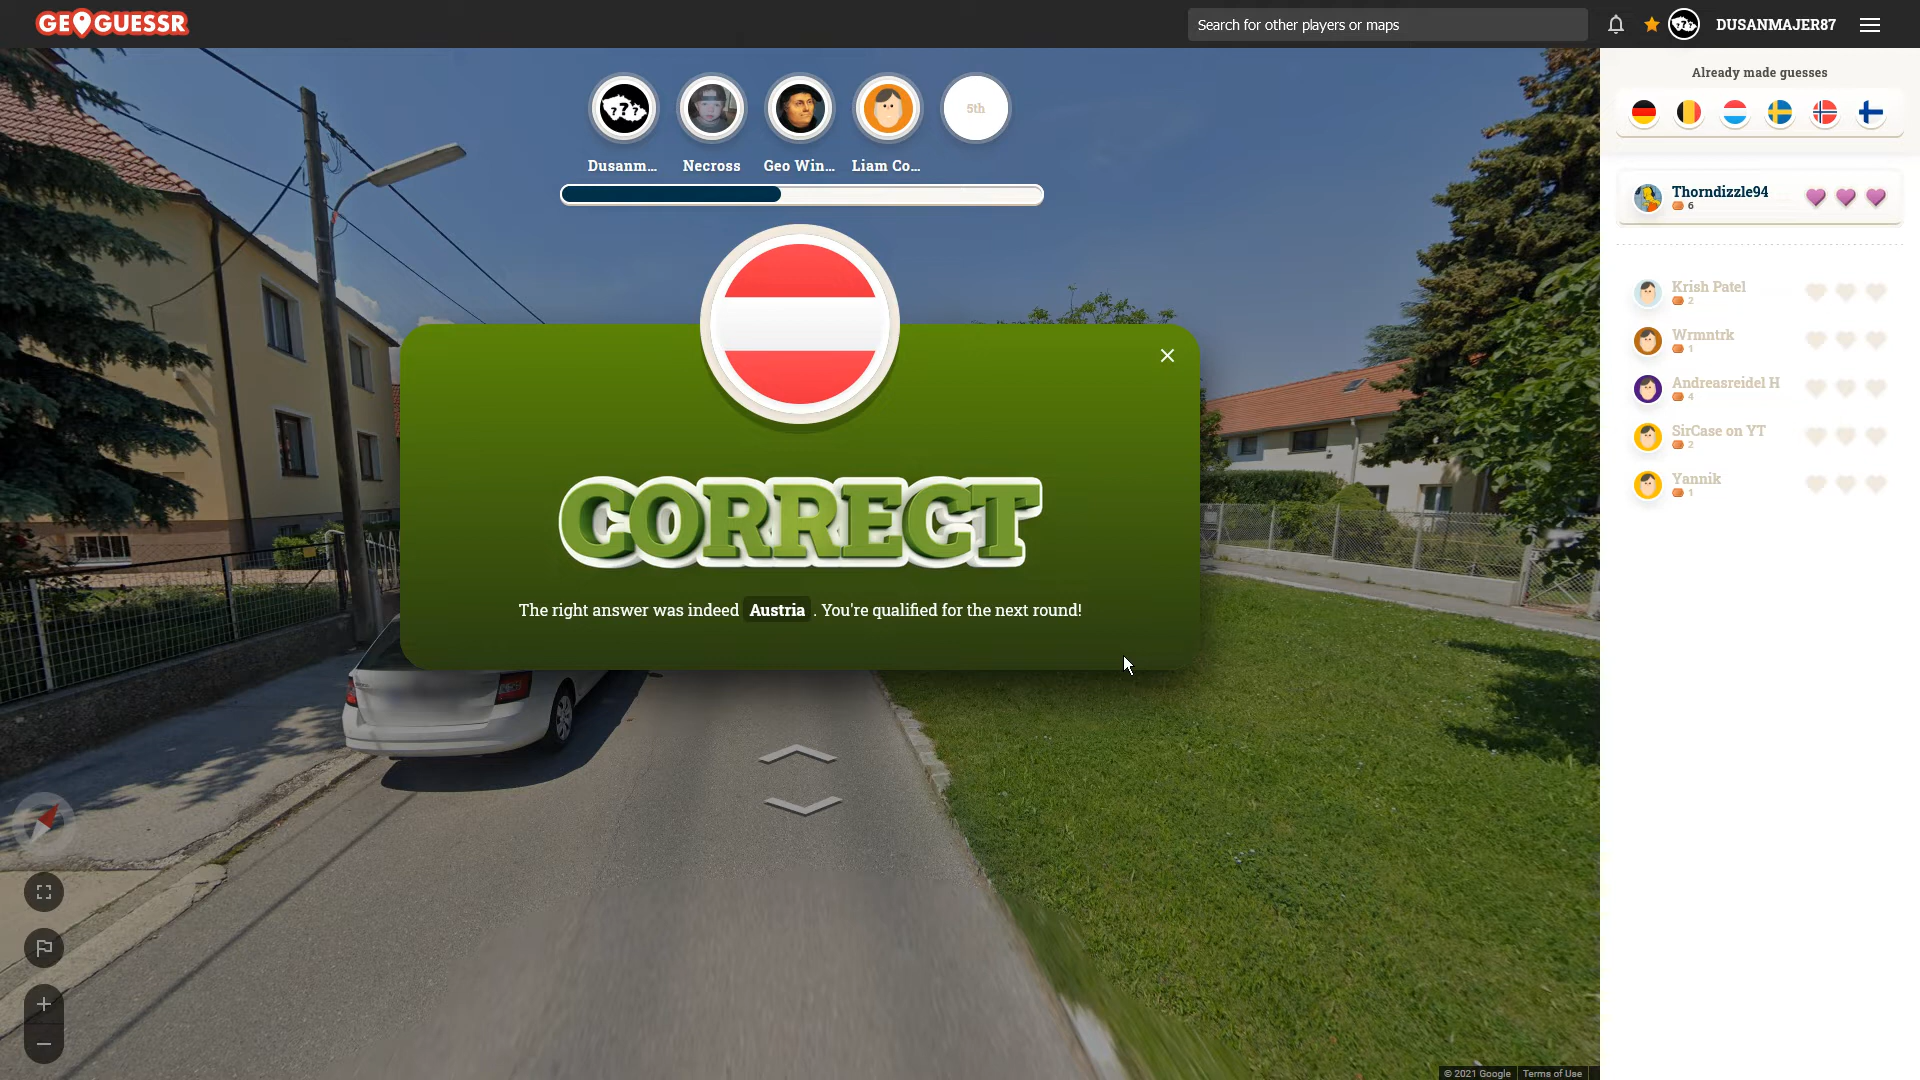 GEOGUESSR
Search for other players or maps
DUSANMAJER87
Already made guesses
5th
Dusanm...
Necross
Geo Win...
Liam Co...
Thorndizzle94
6
Krish Patel
2
Wrmntrk
1
Andreasreidel H
4
SirCase on YT
2
Yannik
1
CORRECT
The right answer was indeed Austria . You're qualified for the next round!
© 2021 Google
Terms of Use